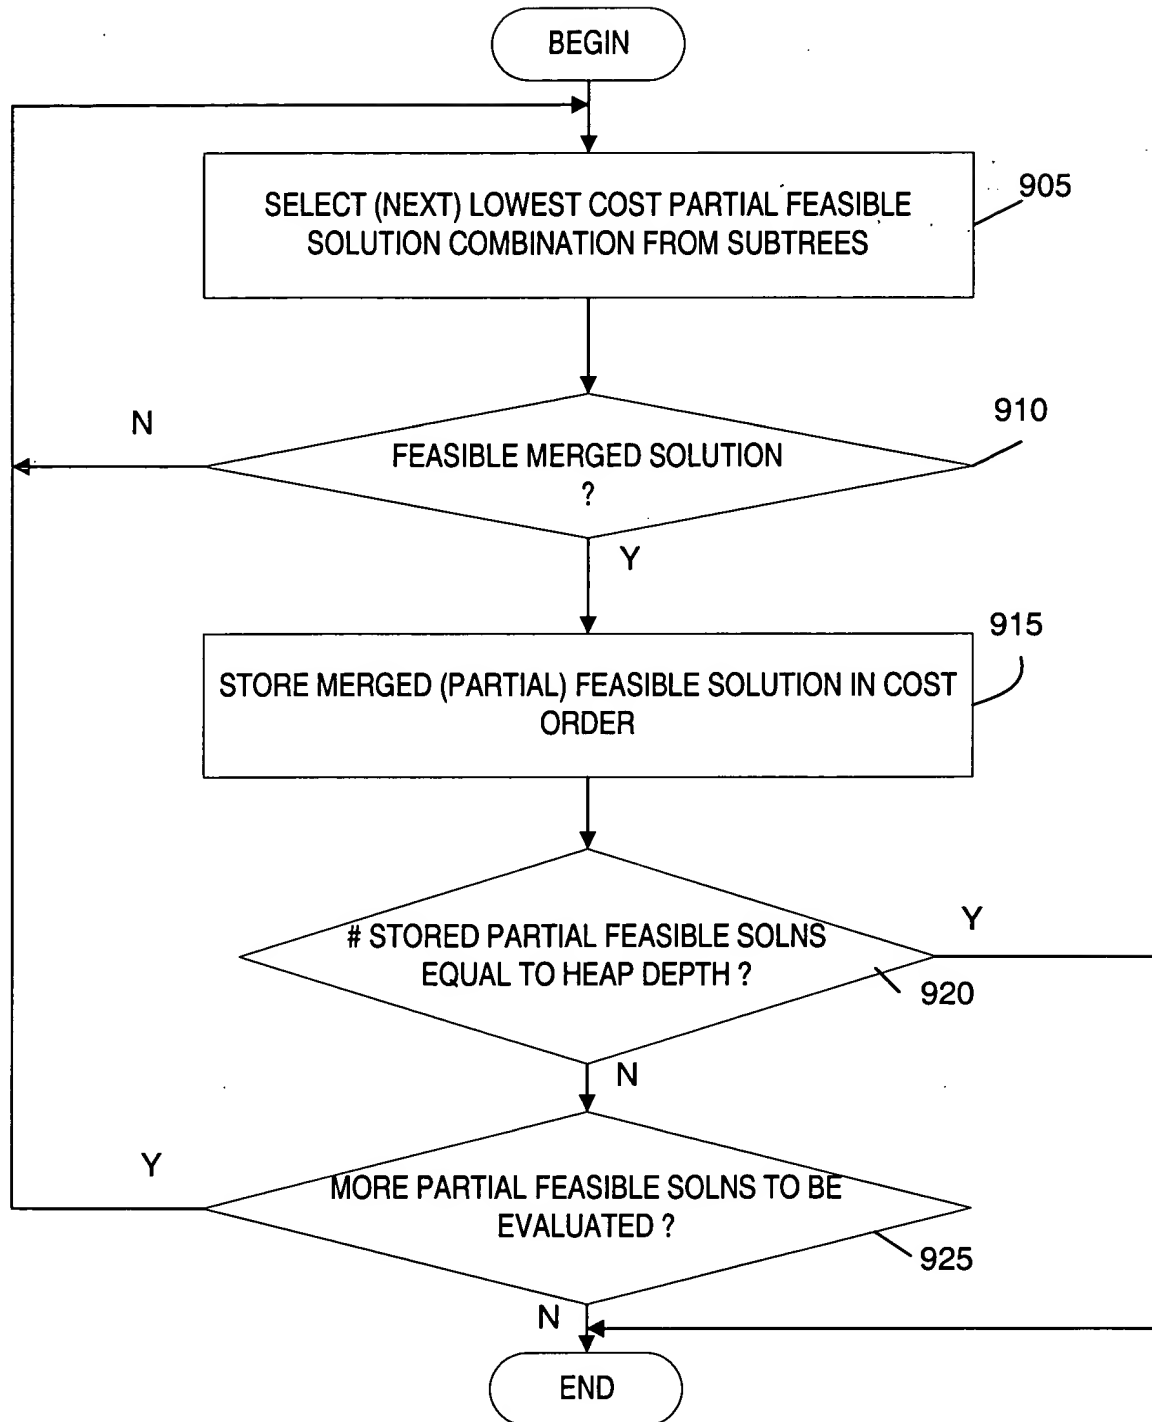 BEGIN
SELECT (NEXT) LOWEST COST PARTIAL FEASIBLE
SOLUTION COMBINATION FROM SUBTREES
905
N
FEASIBLE MERGED SOLUTION
?
910
Y
STORE MERGED (PARTIAL) FEASIBLE SOLUTION IN COST
ORDER
915
# STORED PARTIAL FEASIBLE SOLNS
EQUAL TO HEAP DEPTH ?
Y
920
N
Y
MORE PARTIAL FEASIBLE SOLNS TO BE
EVALUATED ?
925
N
END